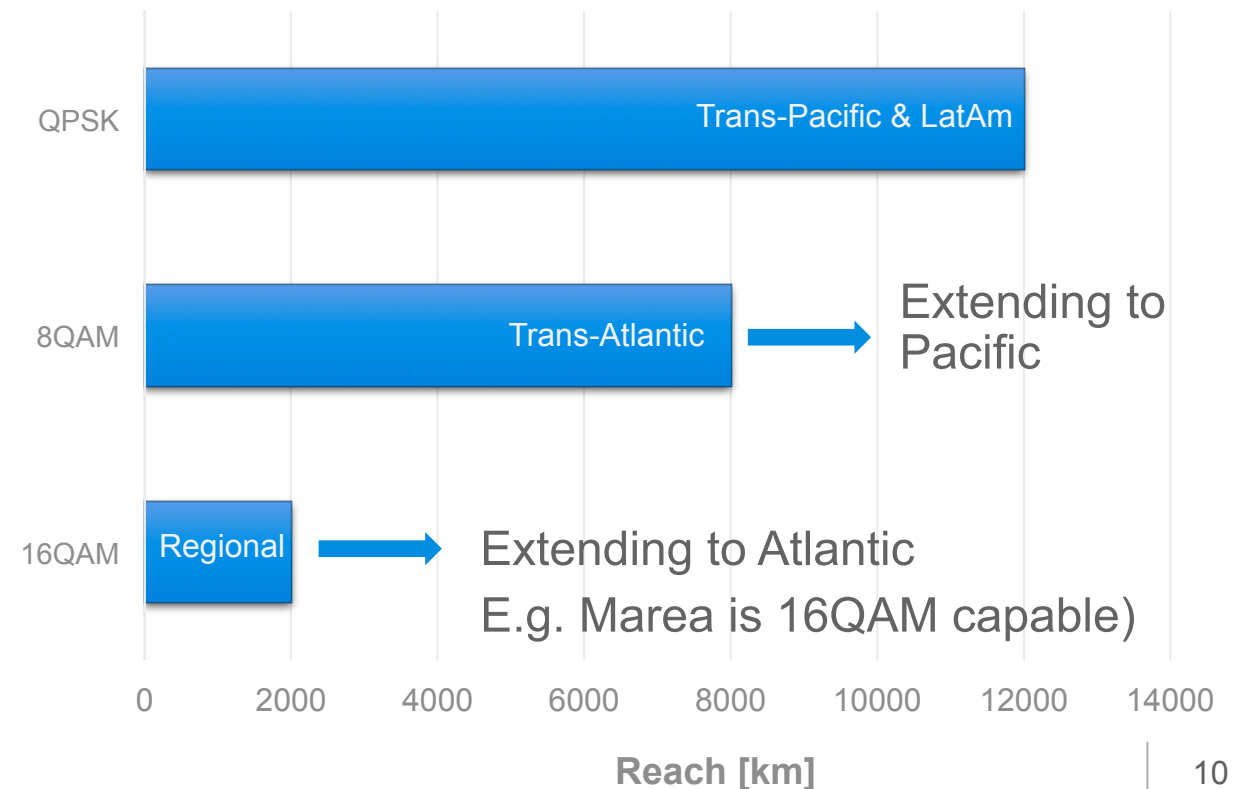 QPSK
Trans-Pacific & LatAm
8QAM
Trans-Atlantic
Extending to
Pacific
16QAM
Regional
Extending to Atlantic
E.g. Marea is 16QAM capable)
0 2000 4000 6000 8000 10000 12000 14000
Reach [km]
10